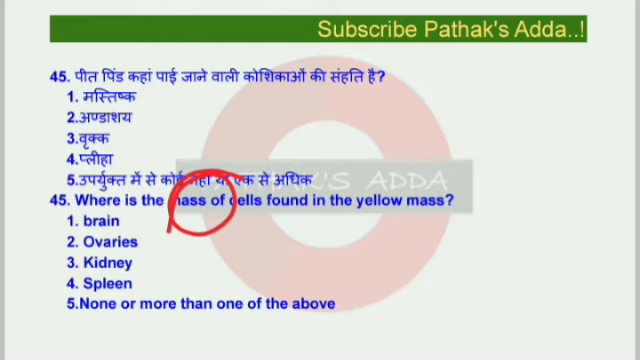 Subscribe Pathak's Adda..!
45. पीत पिंड कहां पाई जाने वाली कोशिकाओं की संहति है?
1. मस्तिष्क
2.अण्डाशय
3.वृक्क
4.प्लीहा
5.उपर्युक्त में से कोई नहीं या एक से अधिक
PATHAK'S ADDA
45. Where is the mass of cells found in the yellow mass?
1. brain
2. Ovaries
3. Kidney
4. Spleen
5.None or more than one of the above